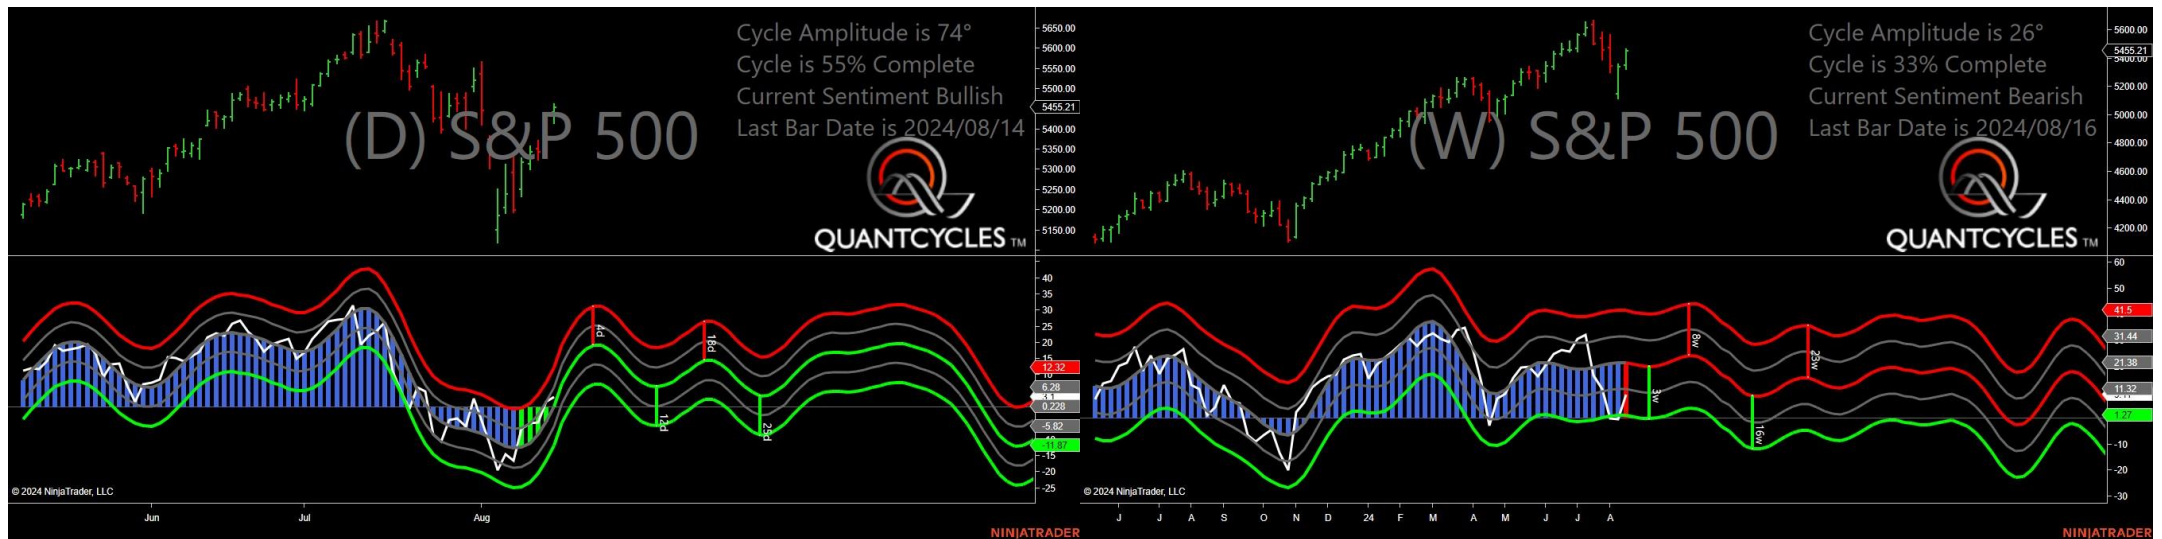 Cycle Amplitude is 74°
Cycle is 55% Complete
Current Sentiment Bullish
Last Bar Date is 2024/08/14
(D) S&P 500
QUANTCYCLES TM
5650.00
5600.00
5550.00
5500.00
5455.21
5400.00
5350.00
5300.00
5250.00
5200.00
5150.00
40
35
30
25
20
15
12.32
6.28
3.1
0.228
-5.82
-11.87
-15
-20
-25
4d
12d
18d
25d
© 2024 NinjaTrader, LLC
Jun
Jul
Aug
NINJATRADER
Cycle Amplitude is 26°
Cycle is 33% Complete
Current Sentiment Bearish
Last Bar Date is 2024/08/16
(W) S&P 500
QUANTCYCLES TM
5600.00
5455.21
5400.00
5200.00
5000.00
4800.00
4600.00
4400.00
4200.00
60
50
41.5
31.44
21.38
11.32
1.27
-10
-20
-30
3w
8w
16w
23w
© 2024 NinjaTrader, LLC
J J A S O N D 24 F M A M J J A
NINJATRADER